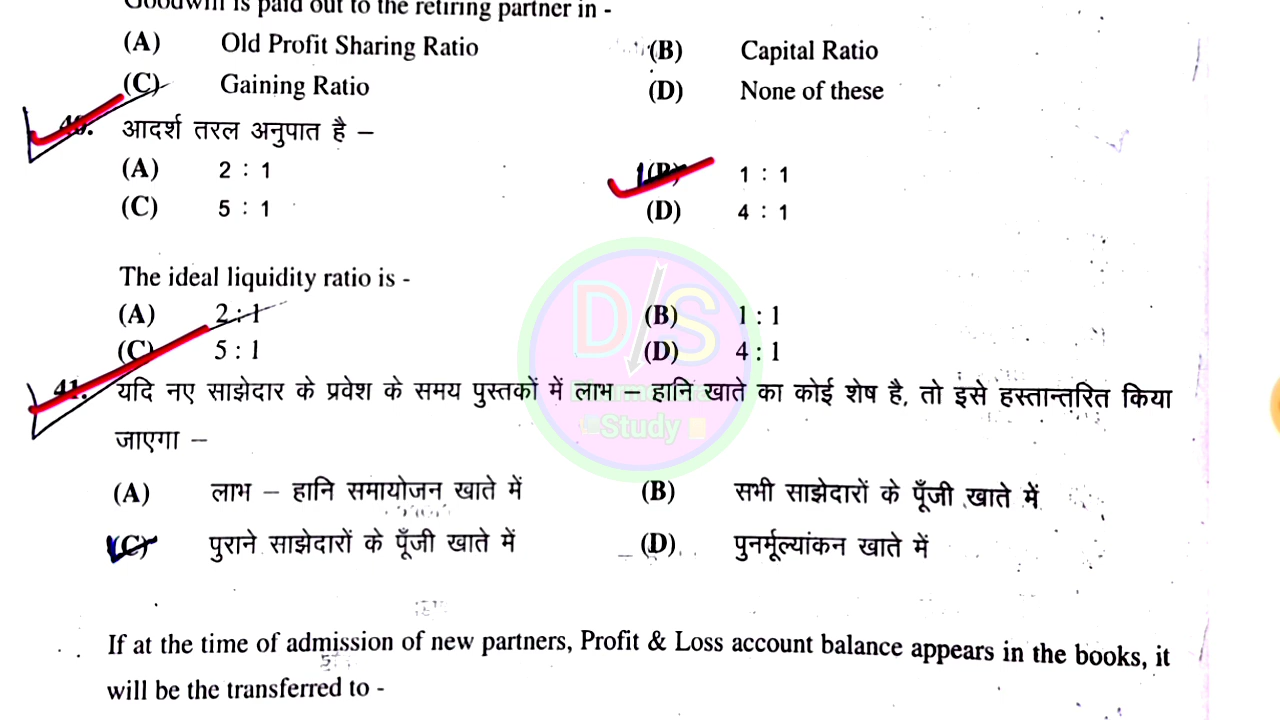 Goodwill is paid out to the retiring partner in -
(A) Old Profit Sharing Ratio (B) Capital Ratio
(C) Gaining Ratio (D) None of these
40. आदर्श तरल अनुपात है –
(A) 2 : 1 (B) 1 : 1
(C) 5 : 1 (D) 4 : 1
The ideal liquidity ratio is -
(A) 2 : 1 (B) 1 : 1
(C) 5 : 1 (D) 4 : 1
D S
Study
41. यदि नए साझेदार के प्रवेश के समय पुस्तकों में लाभ – हानि खाते का कोई शेष है, तो इसे हस्तान्तरित किया
जाएगा –
(A) लाभ – हानि समायोजन खाते में (B) सभी साझेदारों के पूँजी खाते में
(C) पुराने साझेदारों के पूँजी खाते में (D) पुनर्मूल्यांकन खाते में
If at the time of admission of new partners, Profit & Loss account balance appears in the books, it
will be the transferred to -